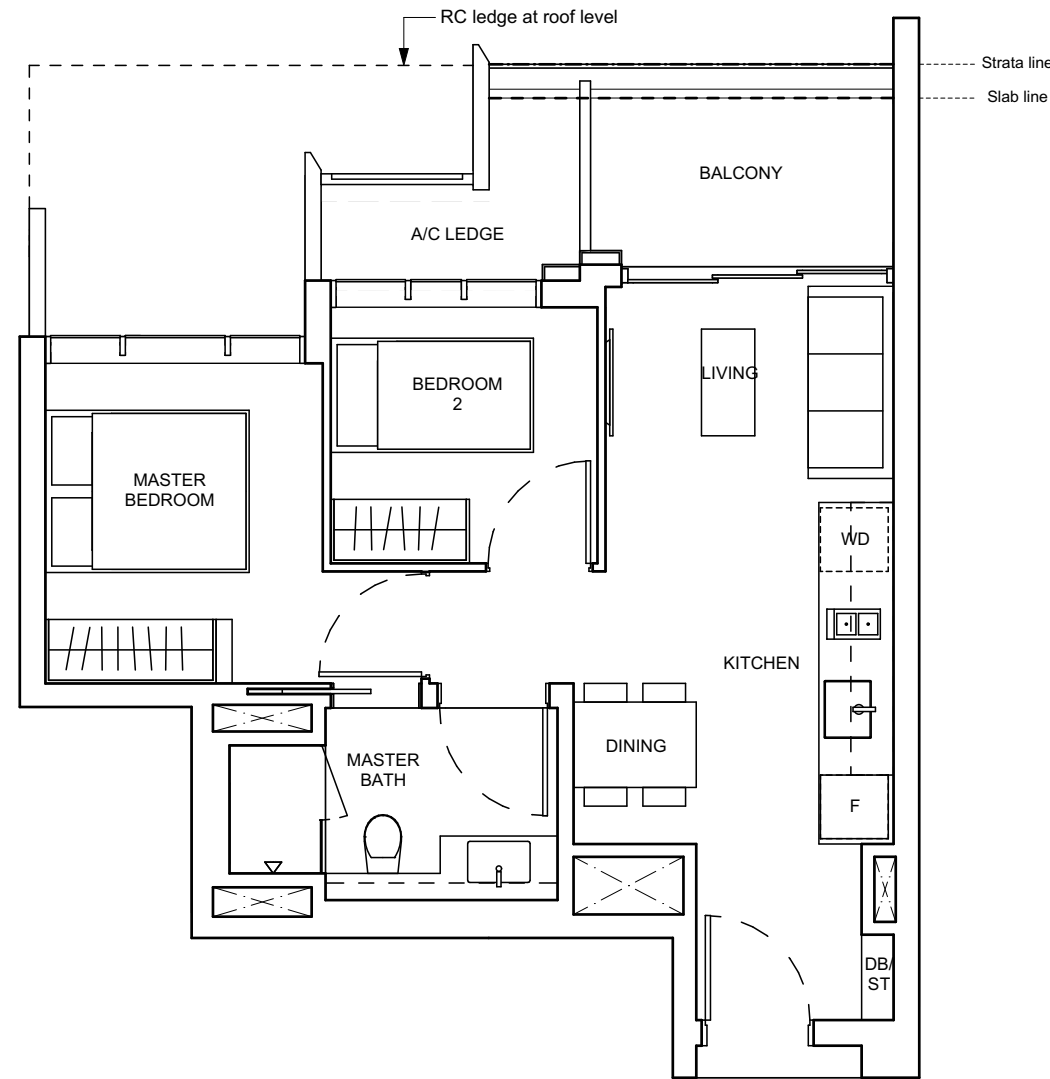 RC ledge at roof level
Strata line
Slab line
BALCONY
A/C LEDGE
LIVING
BEDROOM
2
MASTER
BEDROOM
WD
KITCHEN
DINING
MASTER
BATH
F
DB/
ST